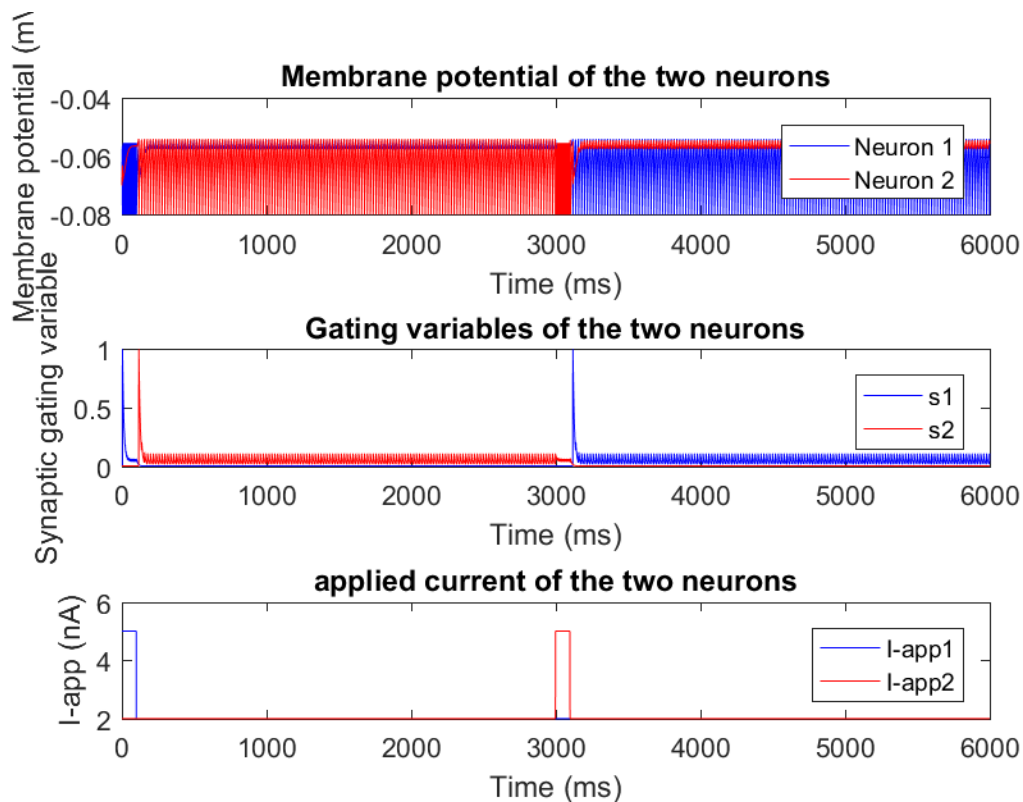 Membrane potential of the two neurons
Membrane potential (m
-0.04
-0.06
-0.08
0 1000 2000 3000 4000 5000 6000
Time (ms)
Neuron 1
Neuron 2
Gating variables of the two neurons
Synaptic gating variable
1
0.5
0
0 1000 2000 3000 4000 5000 6000
Time (ms)
s1
s2
applied current of the two neurons
I-app (nA)
6
4
2
0 1000 2000 3000 4000 5000 6000
Time (ms)
I-app1
I-app2